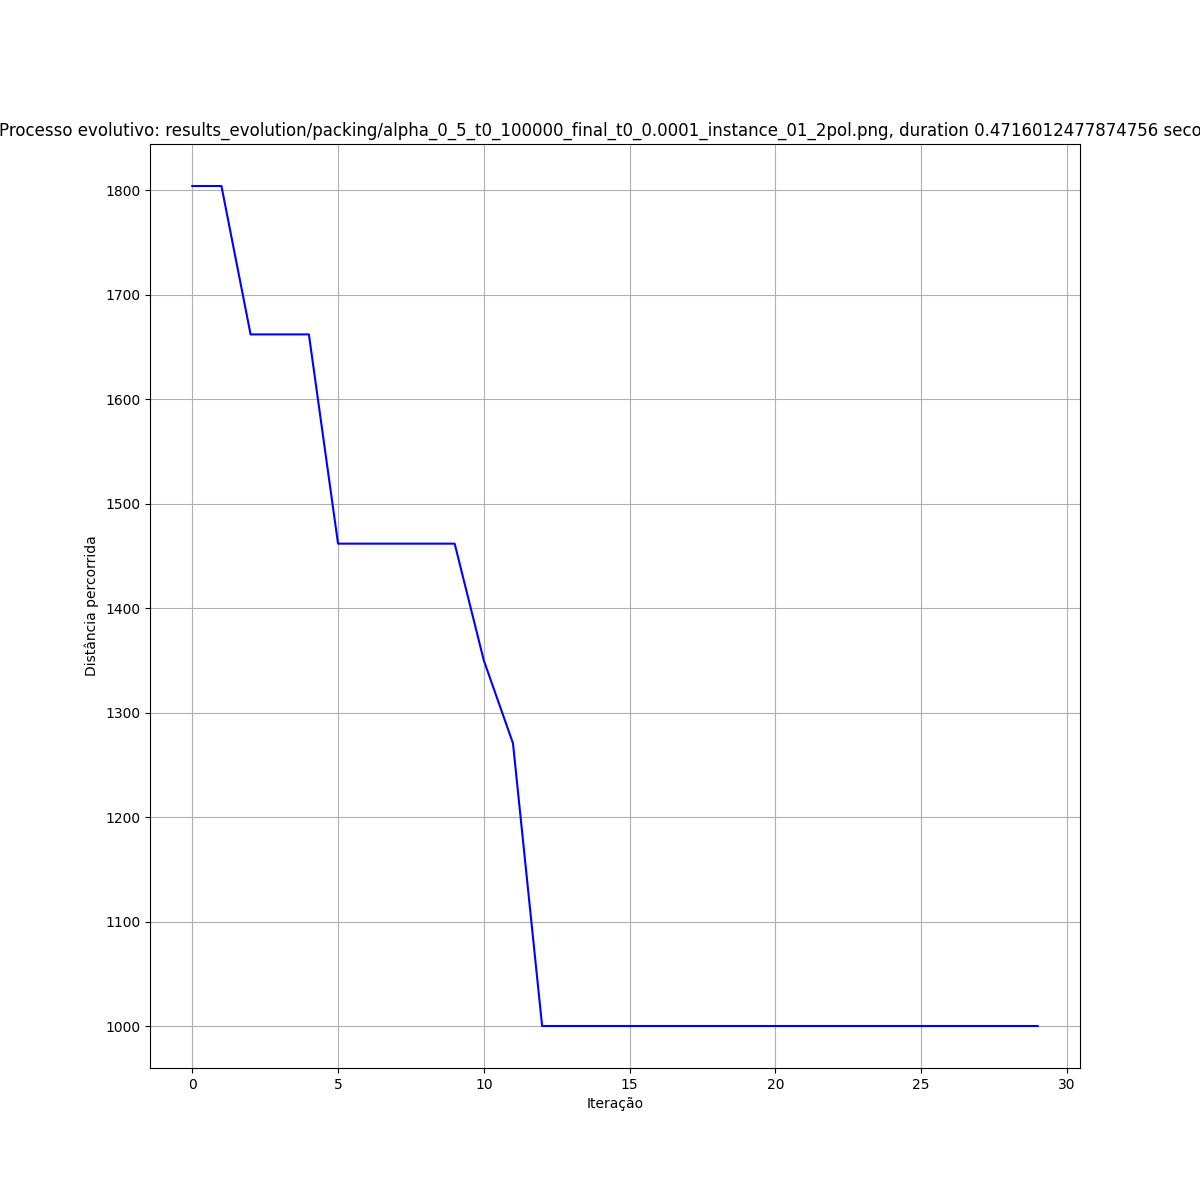 Processo evolutivo: results_evolution/packing/alpha_0_5_t0_100000_final_t0_0.0001_instance_01_2pol.png, duration 0.4716012477874756 seco
1800
1700
1600
1500
1400
1300
1200
1100
1000
Distância percorrida
0 5 10 15 20 25 30
Iteração